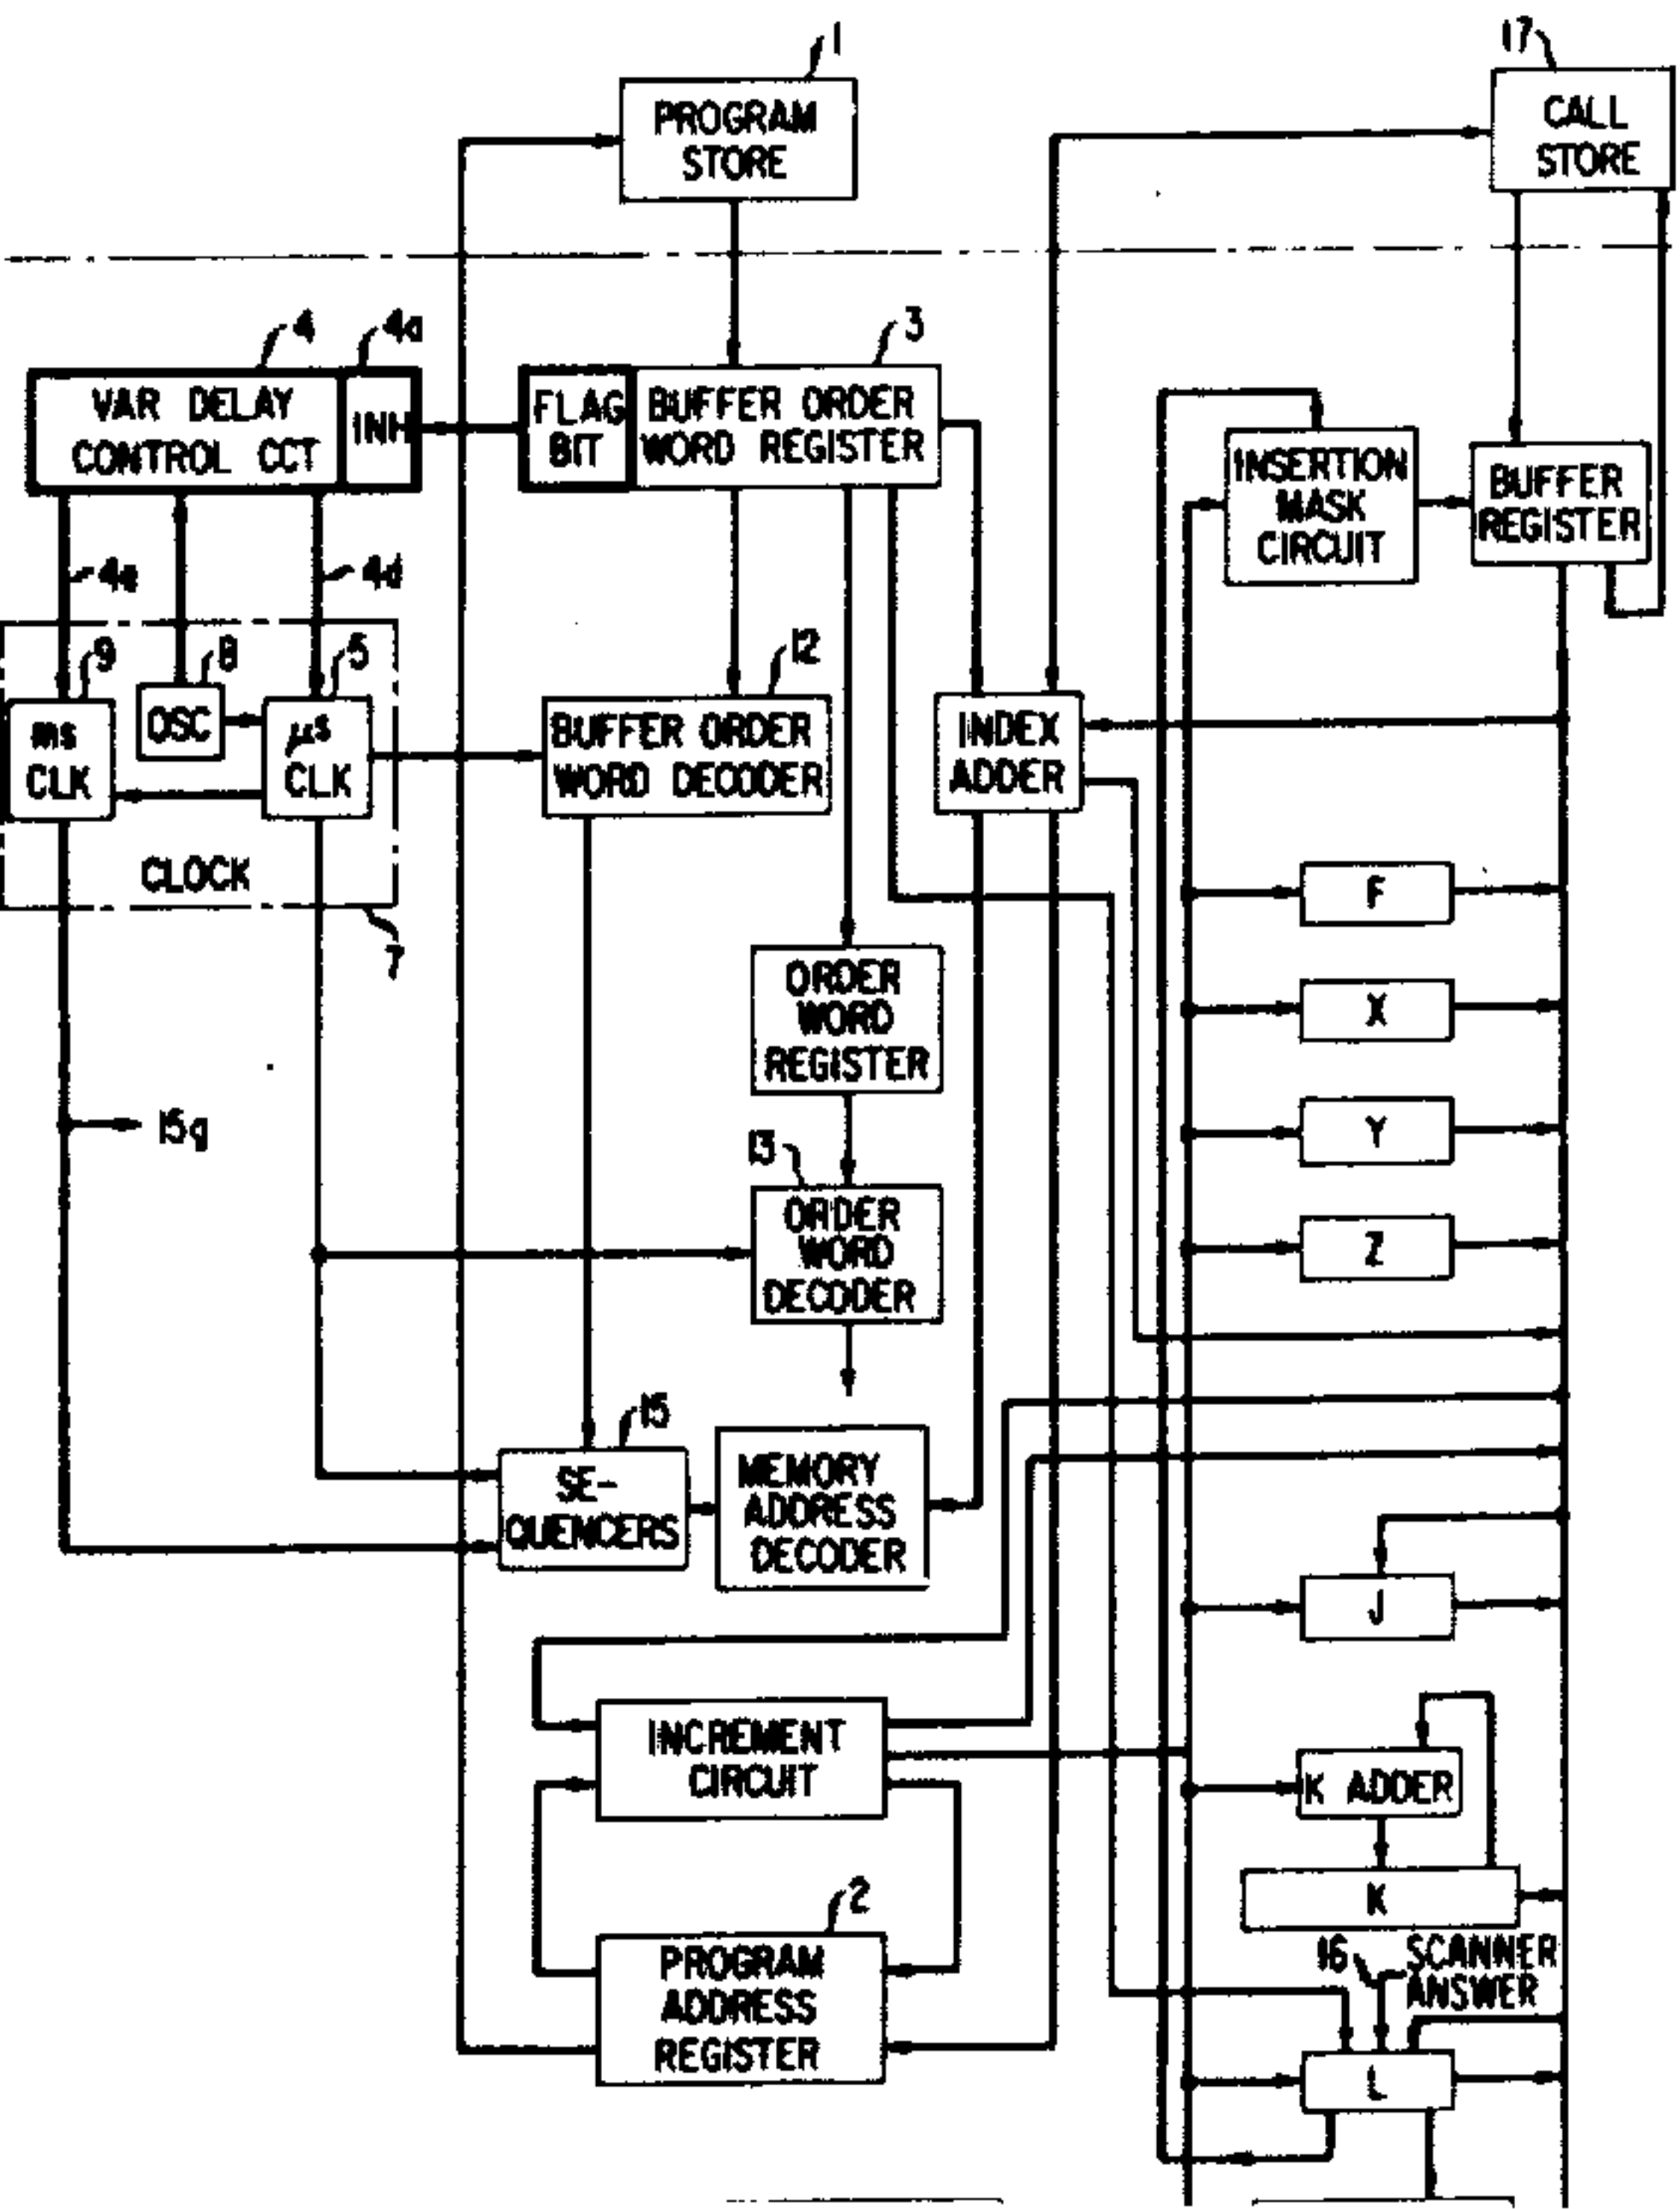 1
17
PROGRAM
STORE
CALL
STORE
4
4a
3
VAR DELAY
CONTROL CCT
INH
FLAG
BIT
BUFFER ORDER
WORD REGISTER
INSERTION
MASK
CIRCUIT
BUFFER
REGISTER
4e
4d
9
8
5
12
ms
CLK
OSC
μs
CLK
BUFFER ORDER
WORD DECODER
INDEX
ADDER
CLOCK
7
F
ORDER
WORD
REGISTER
X
15g
13
Y
ORDER
WORD
DECODER
Z
15
SE-
QUENCERS
MEMORY
ADDRESS
DECODER
J
INCREMENT
CIRCUIT
K ADDER
2
K
PROGRAM
ADDRESS
REGISTER
16
SCANNER
ANSWER
L